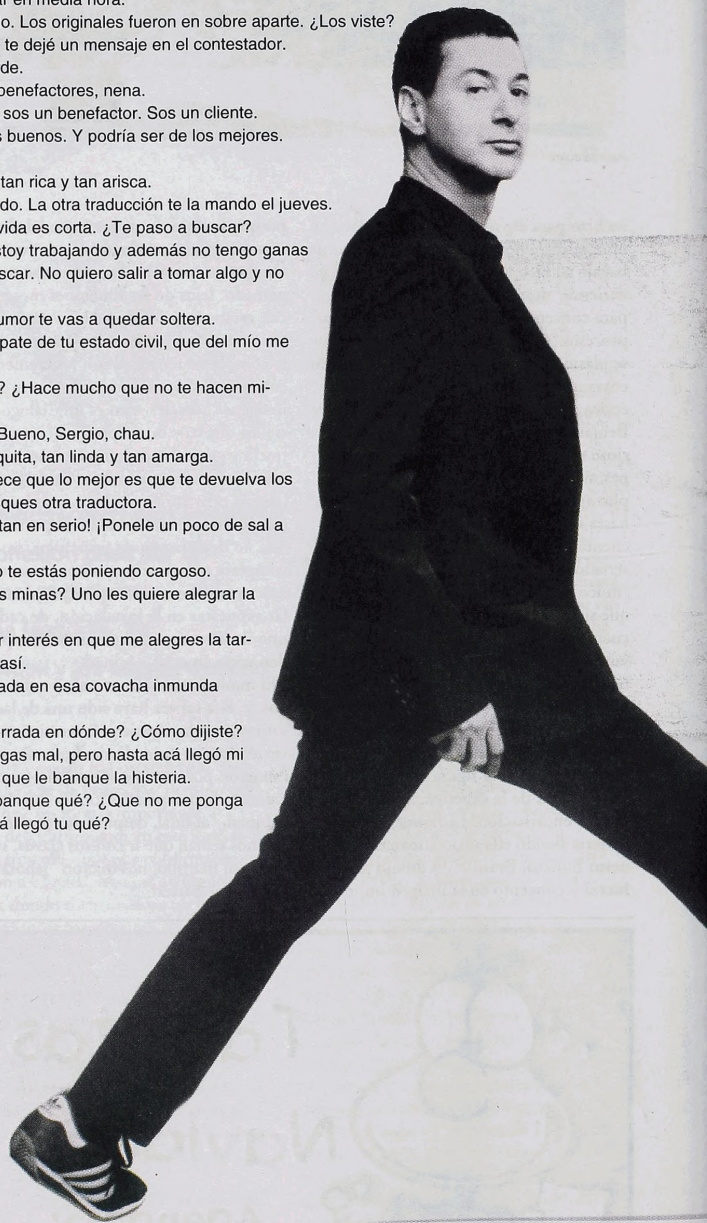 ar en media hora.
o. Los originales fueron en sobre aparte. ¿Los viste?
te dejé un mensaje en el contestador.
de.
benefactores, nena.
sos un benefactor. Sos un cliente.
s buenos. Y podría ser de los mejores.
tan rica y tan arisca.
do. La otra traducción te la mando el jueves.
vida es corta. ¿Te paso a buscar?
stoy trabajando y además no tengo ganas
scar. No quiero salir a tomar algo y no
umor te vas a quedar soltera.
pate de tu estado civil, que del mío me
? ¿Hace mucho que no te hacen mi-
Bueno, Sergio, chau.
quita, tan linda y tan amarga.
ece que lo mejor es que te devuelva los
ques otra traductora.
tan en serio! ¡Ponele un poco de sal a
o te estás poniendo cargoso.
s minas? Uno les quiere alegrar la
r interés en que me alegres la tar-
así.
ada en esa covacha inmunda
errada en dónde? ¿Cómo dijiste?
gas mal, pero hasta acá llegó mi
que le banque la histeria.
banque qué? ¿Que no me ponga
á llegó tu qué?